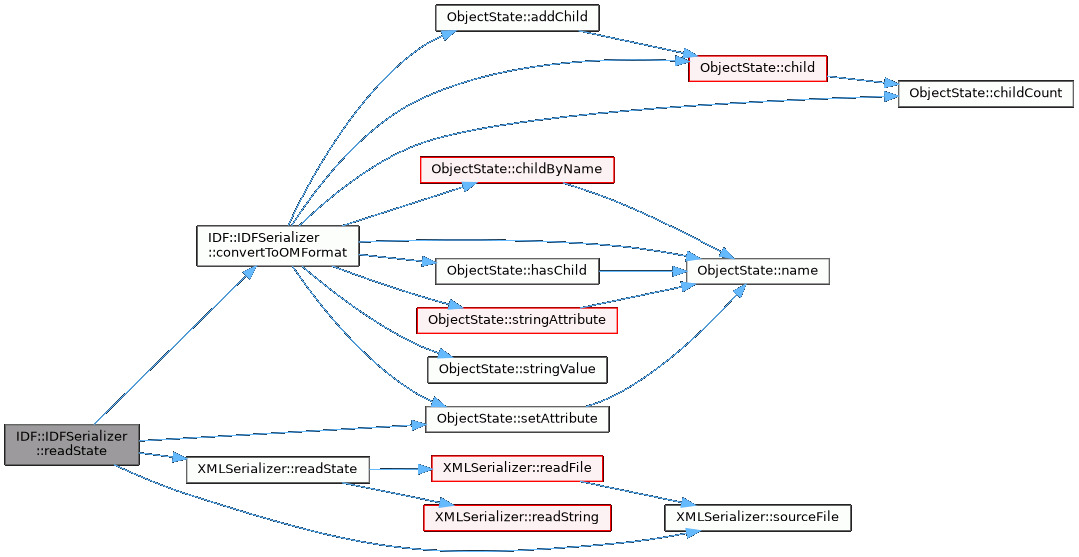 ObjectState::addChild
ObjectState::child
ObjectState::childCount
ObjectState::childByName
IDF::IDFSerializer
::convertToOMFormat
ObjectState::hasChild
ObjectState::name
ObjectState::stringAttribute
ObjectState::stringValue
ObjectState::setAttribute
IDF::IDFSerializer
::readState
XMLSerializer::readState
XMLSerializer::readFile
XMLSerializer::readString
XMLSerializer::sourceFile